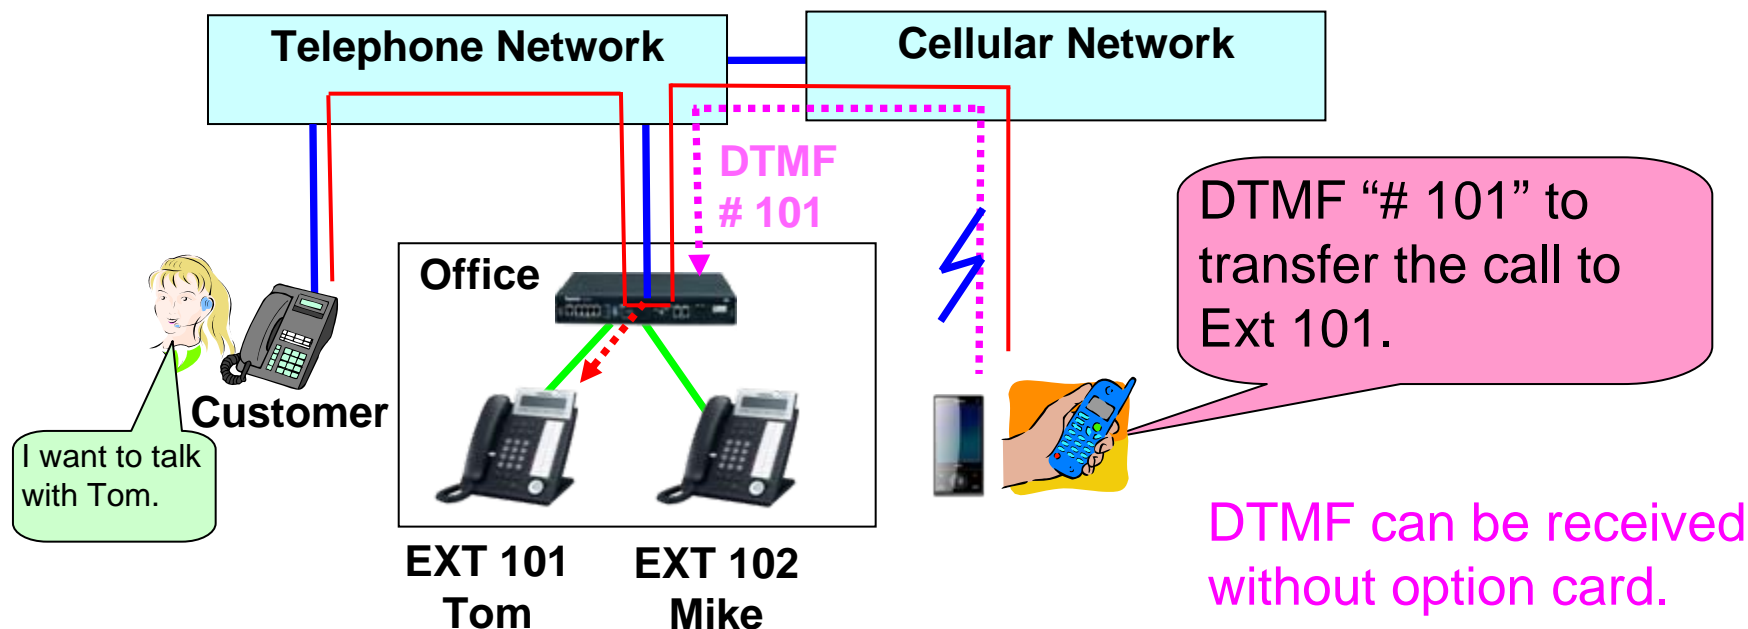 Telephone Network
Cellular Network
DTMF
# 101
DTMF “# 101” to
transfer the call to
Ext 101.
Office
Customer
I want to talk
with Tom.
EXT 101
Tom
EXT 102
Mike
DTMF can be received
without option card.